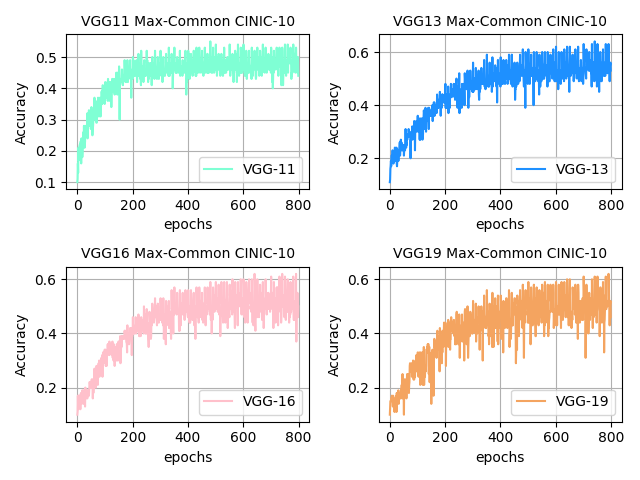 VGG11 Max-Common CINIC-10
Accuracy
0.5
0.4
0.3
0.2
0.1
VGG-11
0 200 400 600 800
epochs
VGG13 Max-Common CINIC-10
Accuracy
0.6
0.4
0.2
VGG-13
0 200 400 600 800
epochs
VGG16 Max-Common CINIC-10
Accuracy
0.6
0.4
0.2
VGG-16
0 200 400 600 800
epochs
VGG19 Max-Common CINIC-10
Accuracy
0.6
0.4
0.2
VGG-19
0 200 400 600 800
epochs